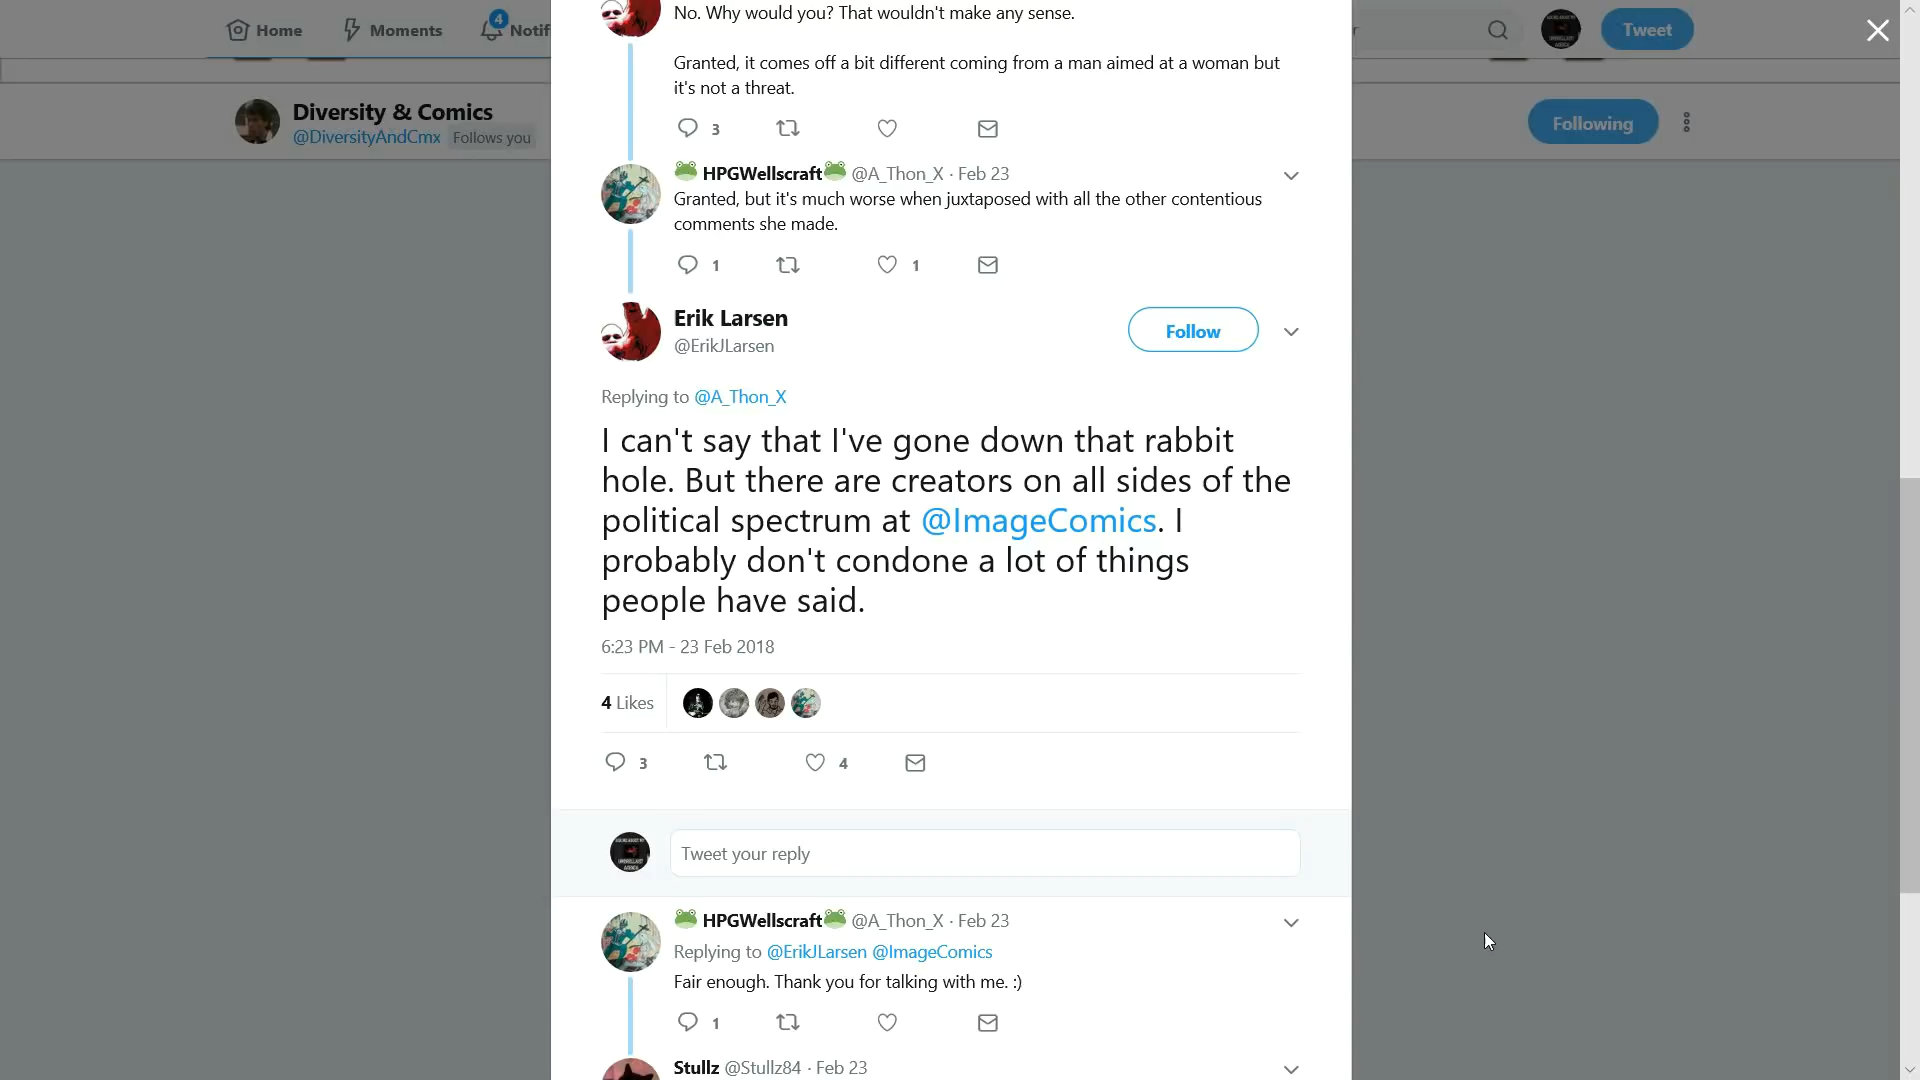 No. Why would you? That wouldn't make any sense.
Home
Moments
4
Notif
r
Tweet
Granted, it comes off a bit different coming from a man aimed at a woman but
it's not a threat.
Diversity & Comics
@DiversityAndCmx Follows you
Following
3
HPGWellscraft @A_Thon_X · Feb 23
Granted, but it's much worse when juxtaposed with all the other contentious
comments she made.
1
1
Erik Larsen
@ErikJLarsen
Follow
Replying to @A_Thon_X
I can't say that I've gone down that rabbit
hole. But there are creators on all sides of the
political spectrum at @ImageComics. I
probably don't condone a lot of things
people have said.
6:23 PM - 23 Feb 2018
4 Likes
3
4
Tweet your reply
HPGWellscraft @A_Thon_X · Feb 23
Replying to @ErikJLarsen @ImageComics
Fair enough. Thank you for talking with me. :)
1
Stullz @Stullz84 · Feb 23